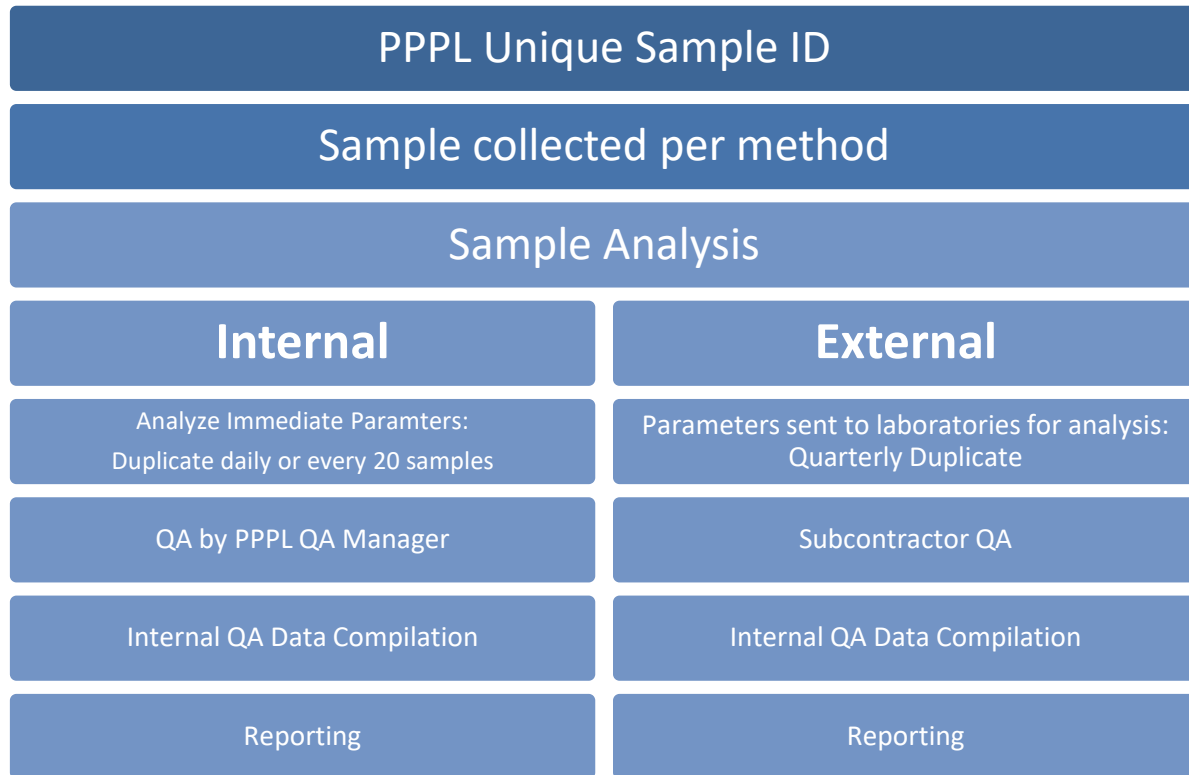 PPPL Unique Sample ID
Sample collected per method
Sample Analysis
Internal
External
Analyze Immediate Paramters:
Duplicate daily or every 20 samples
Parameters sent to laboratories for analysis:
Quarterly Duplicate
QA by PPPL QA Manager
Subcontractor QA
Internal QA Data Compilation
Internal QA Data Compilation
Reporting
Reporting